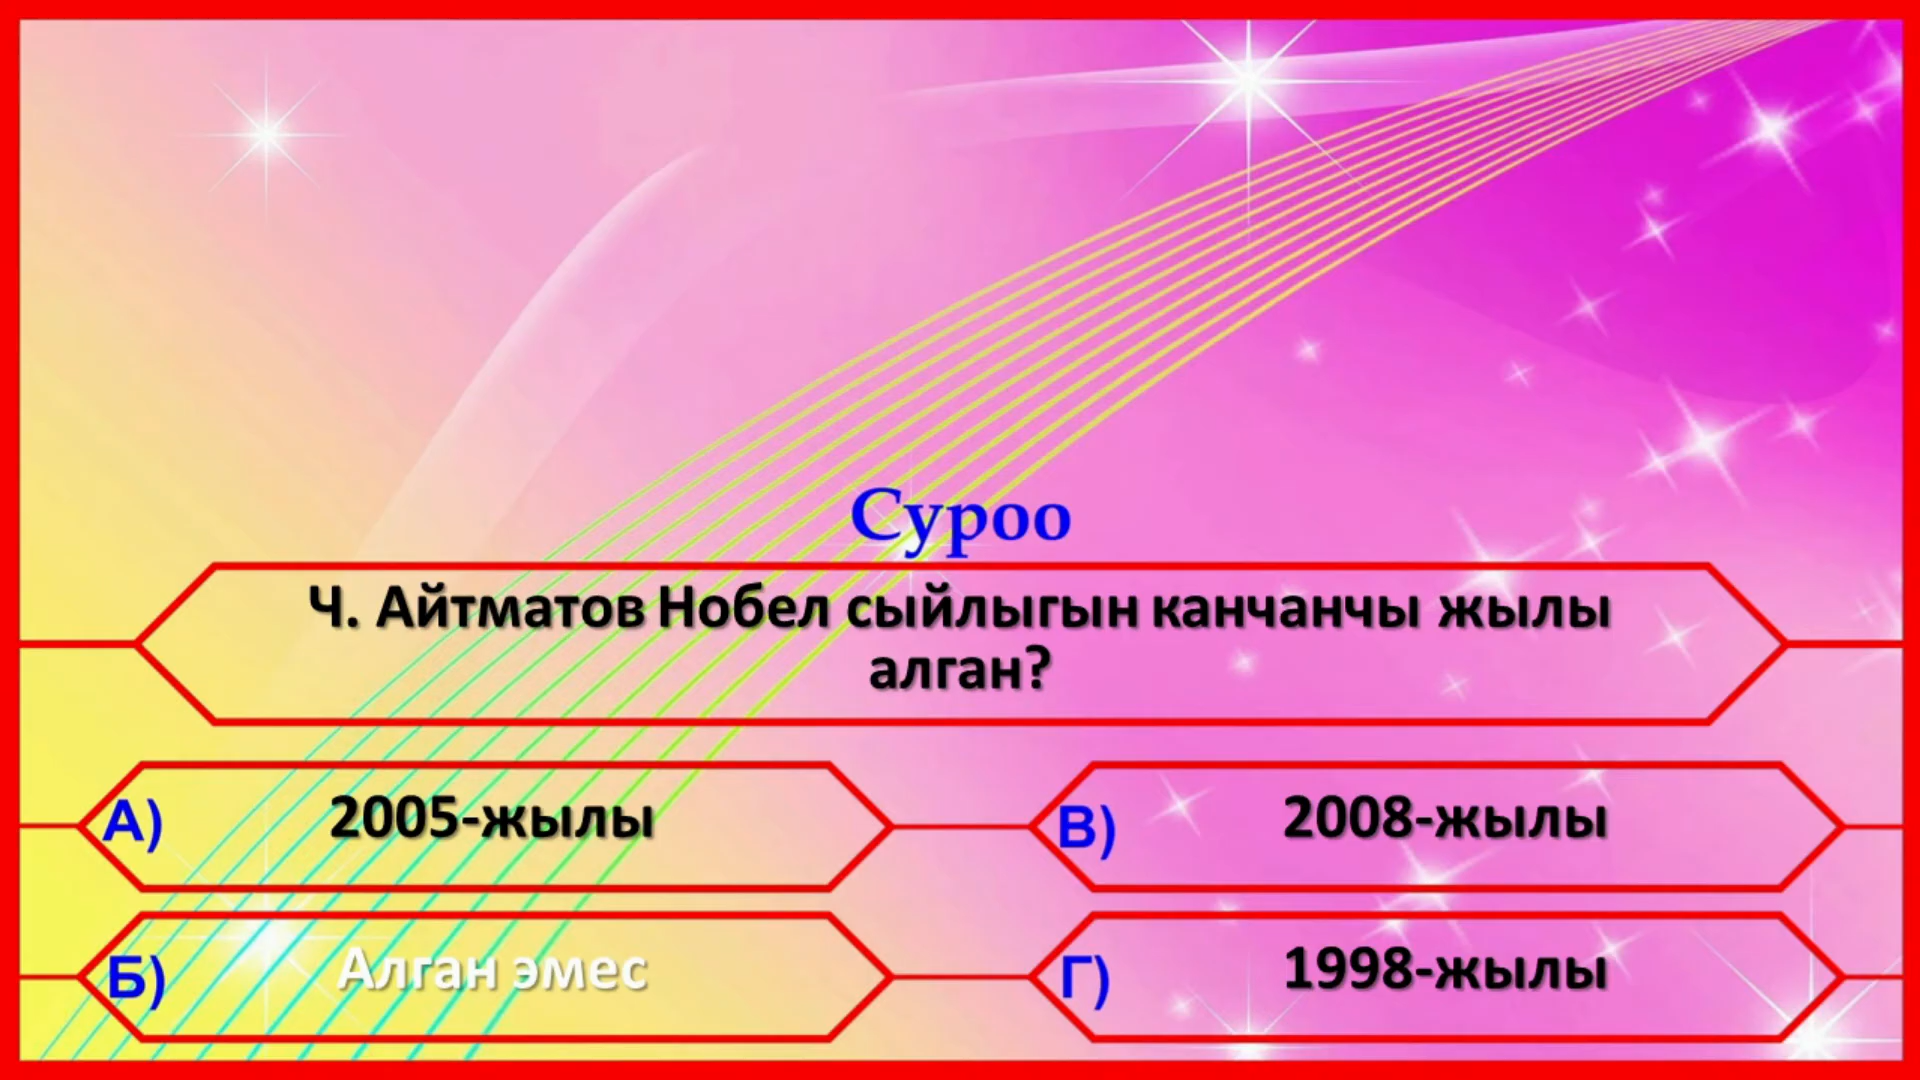 Суроо
Ч. Айтматов Нобел сыйлыгын канчанчы жылы
алган?
А) 2005-жылы
В) 2008-жылы
Б) Алган эмес
Г) 1998-жылы